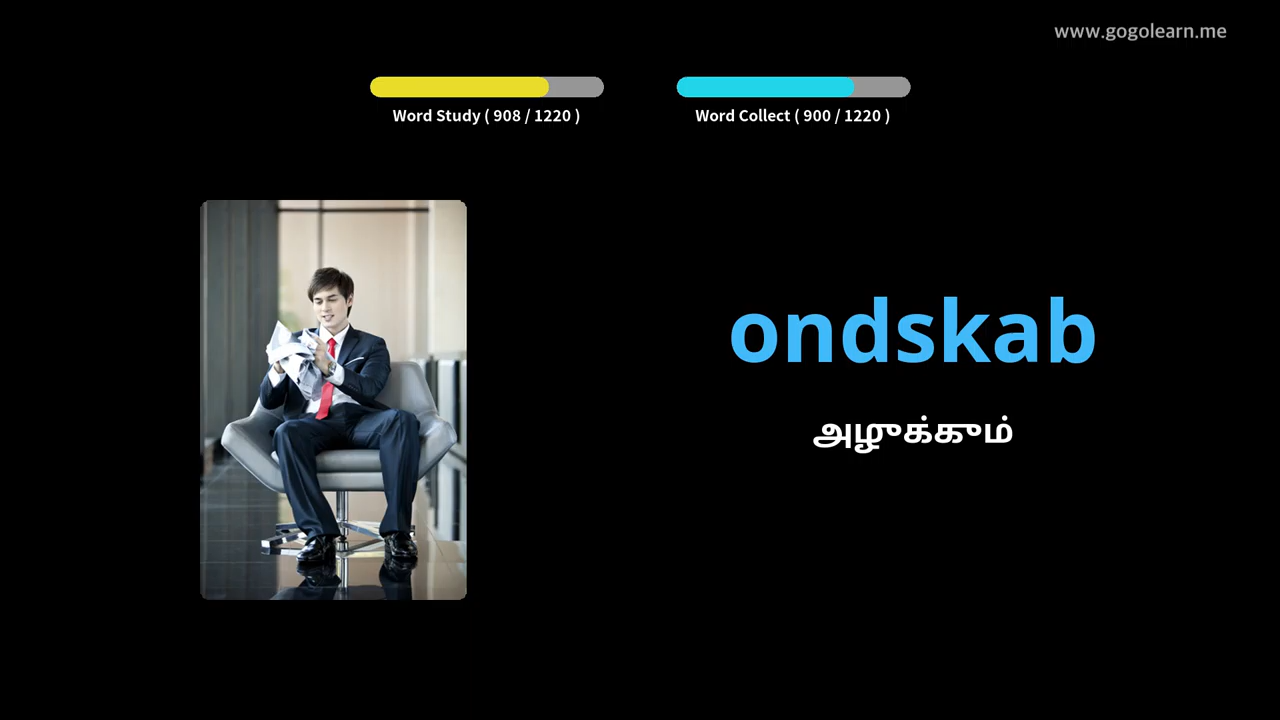 www.gogolearn.me
Word Study ( 908 / 1220 )
Word Collect ( 900 / 1220 )
ondskab
அழுக்கும்